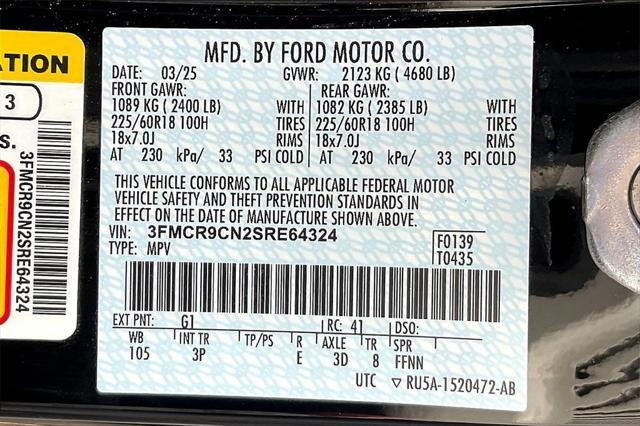 ATION
3
s.
3FMCR9CN2SRE64324
MFD. BY FORD MOTOR CO.
DATE: 03/25 GVWR: 2123 KG ( 4680 LB)
FRONT GAWR: REAR GAWR:
1089 KG ( 2400 LB) WITH 1082 KG ( 2385 LB) WITH
225/60R18 100H TIRES 225/60R18 100H TIRES
18x7.0J RIMS 18x7.0J RIMS
AT 230 kPa/ 33 PSI COLD AT 230 kPa/ 33 PSI COLD
THIS VEHICLE CONFORMS TO ALL APPLICABLE FEDERAL MOTOR
VEHICLE SAFETY AND THEFT PREVENTION STANDARDS IN
EFFECT ON THE DATE OF MANUFACTURE SHOWN ABOVE.
VIN: 3FMCR9CN2SRE64324 F0139
TYPE: MPV T0435
EXT PNT: G1 RC: 41 DSO:
WB INT TR TP/PS R AXLE TR SPR
105 3P E 3D 8 FFNN
UTC ▽ RU5A-1520472-AB